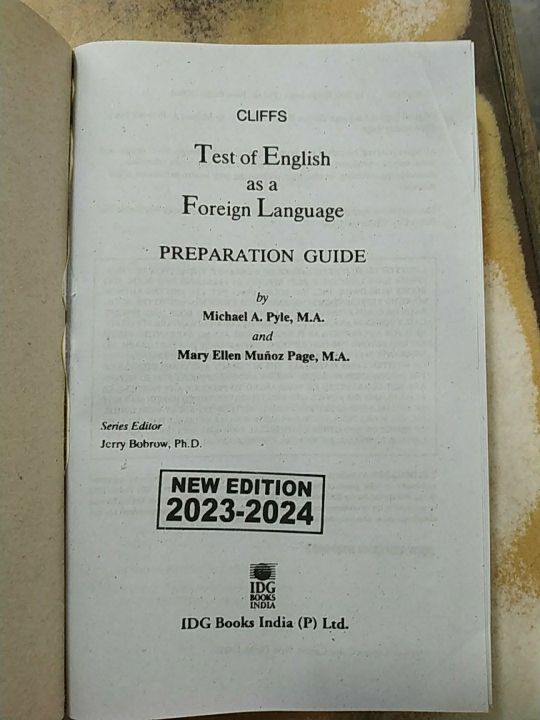 CLIFFS
Test of English
as a
Foreign Language
PREPARATION GUIDE
by
Michael A. Pyle, M.A.
and
Mary Ellen Muñoz Page, M.A.
Series Editor
Jerry Bobrow, Ph.D.
NEW EDITION
2023-2024
IDG
BOOKS
INDIA
IDG Books India (P) Ltd.